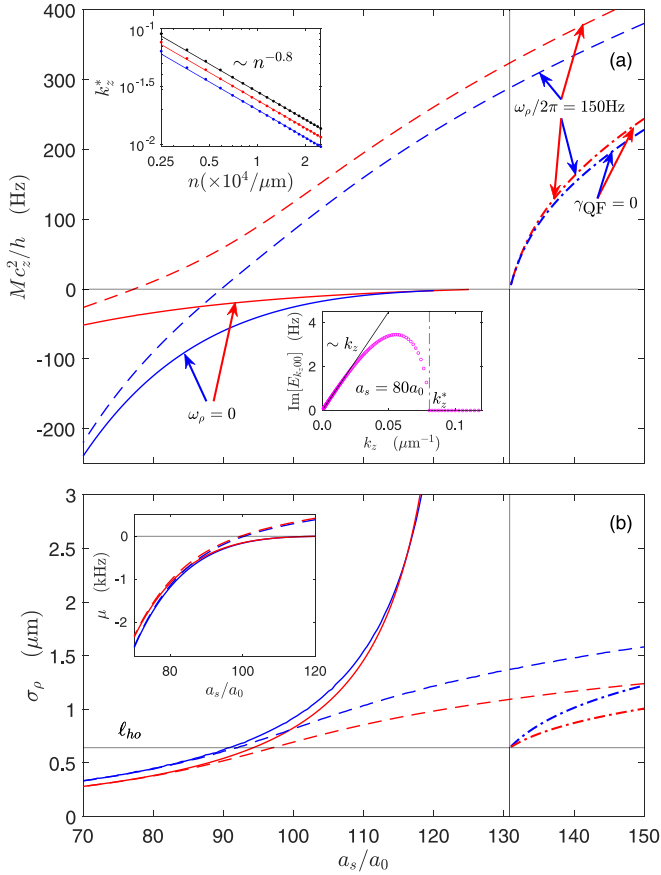 400
300
200
100
0
-100
-200
Mc_z^2/h (Hz)
(a)
10^{-1}
10^{-1.5}
10^{-2}
k_z^*
∼ n^{-0.8}
0.25
0.5
1
2
n(×10^4/μm)
ω_ρ/2π = 150Hz
γ_QF = 0
ω_ρ = 0
4
2
0
Im[E_{k_z00}] (Hz)
∼ k_z
a_s = 80a_0
k_z^*
0
0.05
0.1
k_z (μm^{-1})
3
2.5
2
1.5
1
0.5
0
σ_ρ (μm)
(b)
0
-1
-2
μ (kHz)
80
100
120
a_s/a_0
ℓ_ho
70
80
90
100
110
120
130
140
150
a_s/a_0